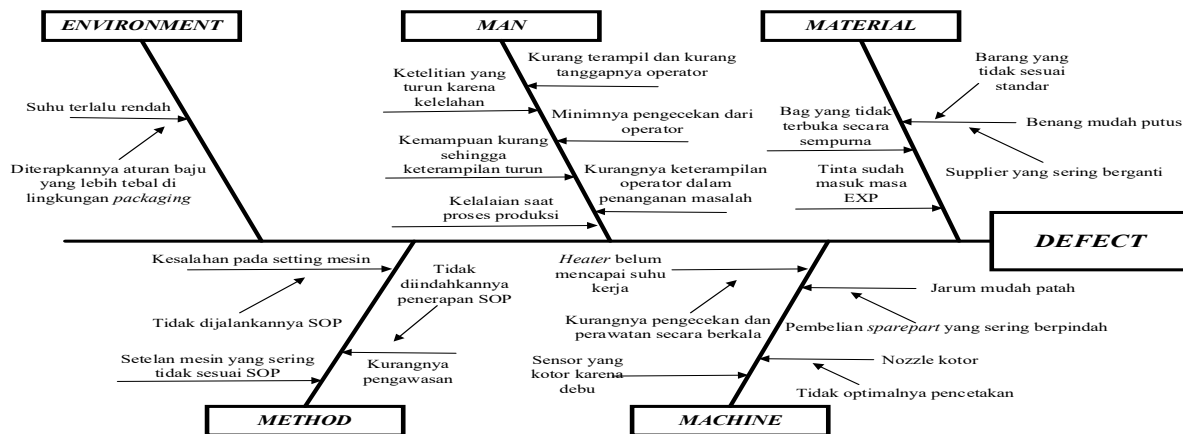 ENVIRONMENT
MAN
MATERIAL
Suhu terlalu rendah
Diterapkannya aturan baju
yang lebih tebal di
lingkungan packaging
Ketelitian yang
turun karena
kelelahan
Kurang terampil dan kurang
tanggapnya operator
Minimnya pengecekan dari
operator
Kemampuan kurang
sehingga
keterampilan turun
Kurangnya keterampilan
operator dalam
penanganan masalah
Kelalaian saat
proses produksi
Barang yang
tidak sesuai
standar
Bag yang tidak
terbuka secara
sempurna
Benang mudah putus
Supplier yang sering berganti
Tinta sudah
masuk masa
EXP
DEFECT
Kesalahan pada setting mesin
Tidak
diindahkannya
penerapan SOP
Tidak dijalankannya SOP
Setelan mesin yang sering
tidak sesuai SOP
Kurangnya
pengawasan
Heater belum
mencapai suhu
kerja
Jarum mudah patah
Kurangnya pengecekan dan
perawatan secara berkala
Pembelian sparepart yang sering berpindah
Sensor yang
kotor karena
debu
Nozzle kotor
Tidak optimalnya pencetakan
METHOD
MACHINE